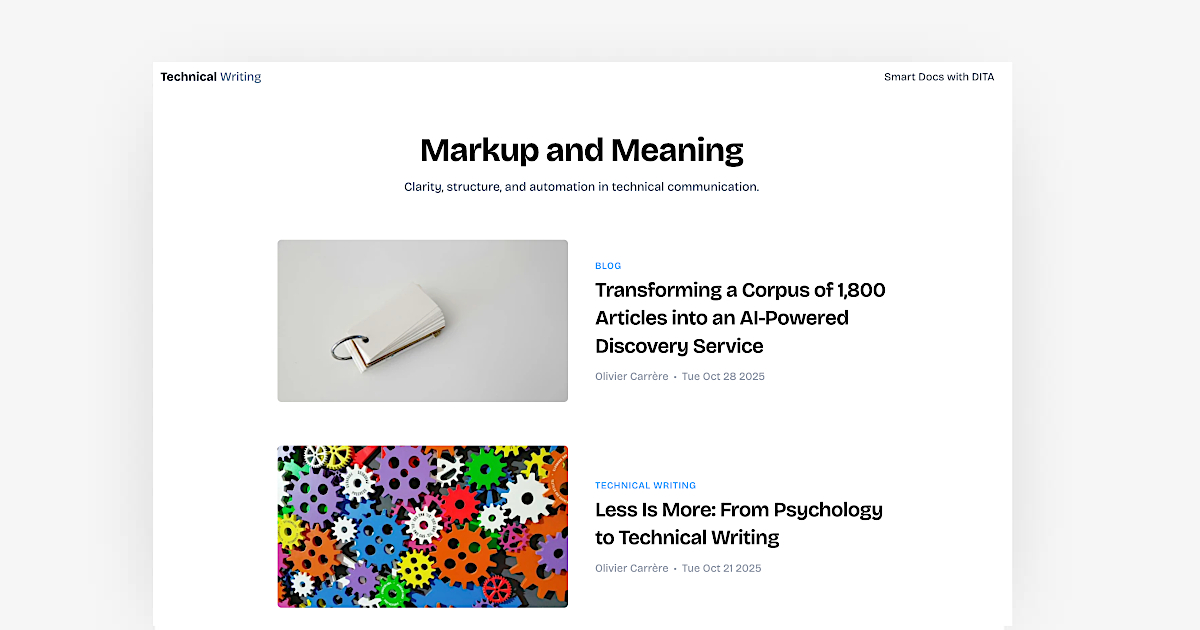 Technical Writing
Smart Docs with DITA
Markup and Meaning
Clarity, structure, and automation in technical communication.
BLOG
Transforming a Corpus of 1,800
Articles into an AI-Powered
Discovery Service
Olivier Carrère • Tue Oct 28 2025
TECHNICAL WRITING
Less Is More: From Psychology
to Technical Writing
Olivier Carrère • Tue Oct 21 2025